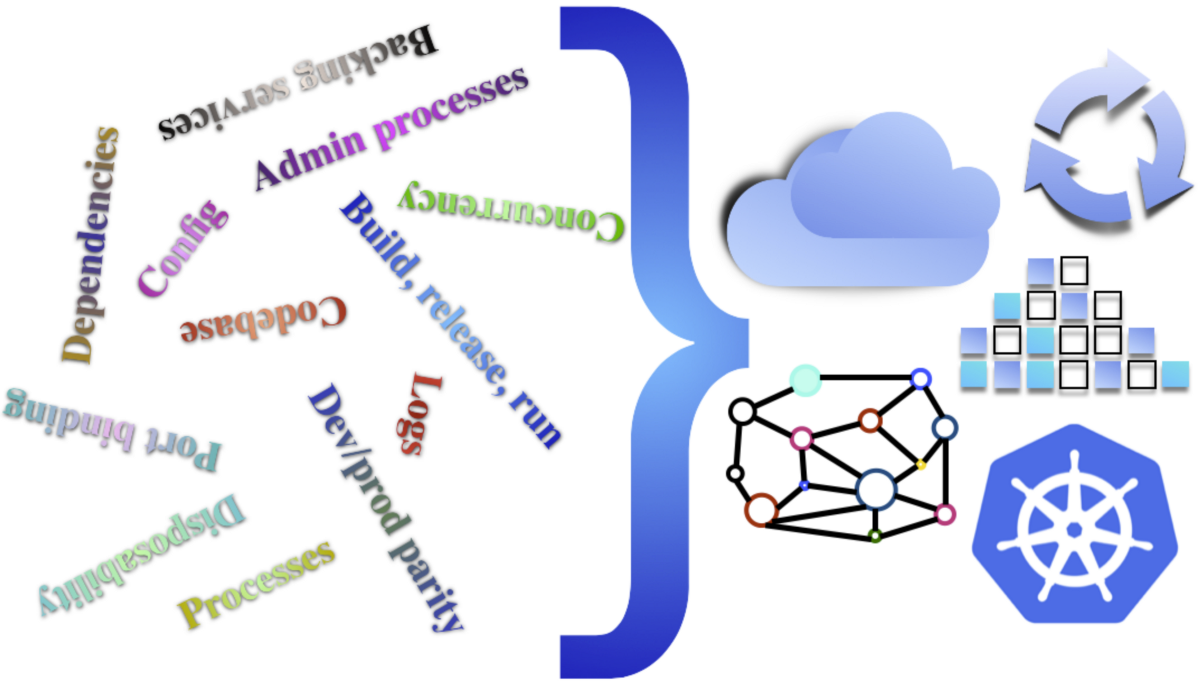 Backing services
Admin processes
Dependencies
Concurrency
Config
Build, release, run
Codebase
Logs
Port binding
Dev/prod parity
Disposability
Processes